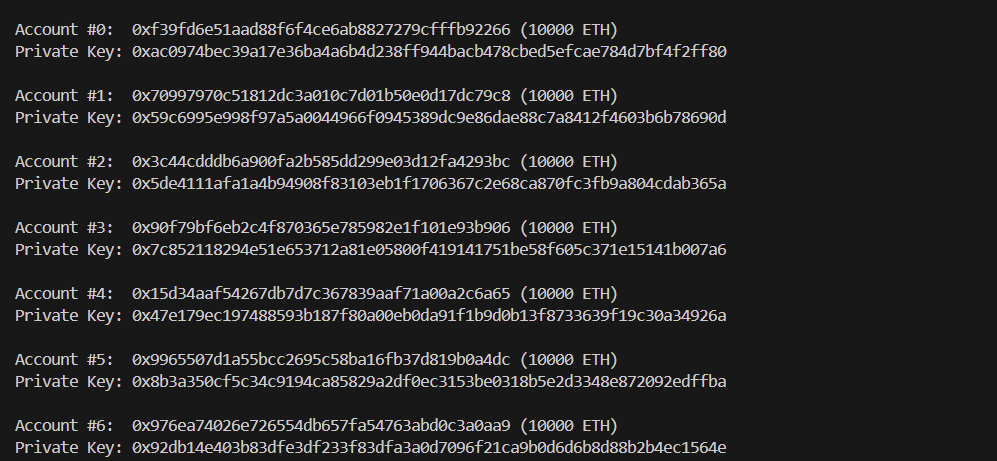 Account #0:  0xf39fd6e51aad88f6f4ce6ab8827279cfffb92266 (10000 ETH)
Private Key: 0xac0974bec39a17e36ba4a6b4d238ff944bacb478cbed5efcae784d7bf4f2ff80
Account #1:  0x70997970c51812dc3a010c7d01b50e0d17dc79c8 (10000 ETH)
Private Key: 0x59c6995e998f97a5a0044966f0945389dc9e86dae88c7a8412f4603b6b78690d
Account #2:  0x3c44cdddb6a900fa2b585dd299e03d12fa4293bc (10000 ETH)
Private Key: 0x5de4111afa1a4b94908f83103eb1f1706367c2e68ca870fc3fb9a804cdab365a
Account #3:  0x90f79bf6eb2c4f870365e785982e1f101e93b906 (10000 ETH)
Private Key: 0x7c852118294e51e653712a81e05800f419141751be58f605c371e15141b007a6
Account #4:  0x15d34aaf54267db7d7c367839aaf71a00a2c6a65 (10000 ETH)
Private Key: 0x47e179ec197488593b187f80a00eb0da91f1b9d0b13f8733639f19c30a34926a
Account #5:  0x9965507d1a55bcc2695c58ba16fb37d819b0a4dc (10000 ETH)
Private Key: 0x8b3a350cf5c34c9194ca85829a2df0ec3153be0318b5e2d3348e872092edffba
Account #6:  0x976ea74026e726554db657fa54763abd0c3a0aa9 (10000 ETH)
Private Key: 0x92db14e403b83dfe3df233f83dfa3a0d7096f21ca9b0d6d6b8d88b2b4ec1564e